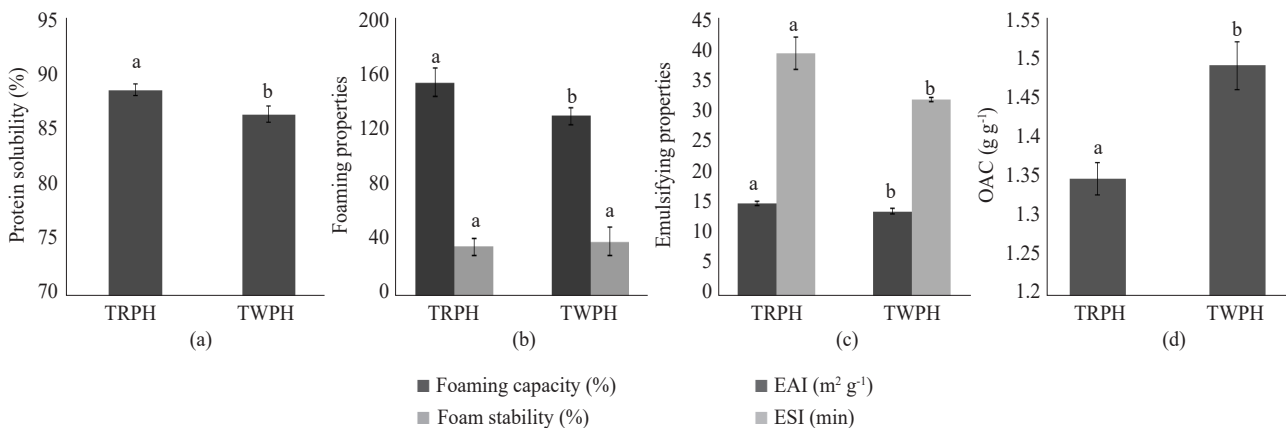 Protein solubility (%)
95
90
85
80
75
70
a
b
TRPH
TWPH
(a)
Foaming properties
200
160
120
80
40
0
a
a
b
a
TRPH
TWPH
(b)
Foaming capacity (%)
Foam stability (%)
Emulsifying properties
45
40
35
30
25
20
15
10
5
0
a
a
b
b
TRPH
TWPH
(c)
EAI (m² g⁻¹)
ESI (min)
OAC (g g⁻¹)
1.55
1.5
1.45
1.4
1.35
1.3
1.25
1.2
a
b
TRPH
TWPH
(d)